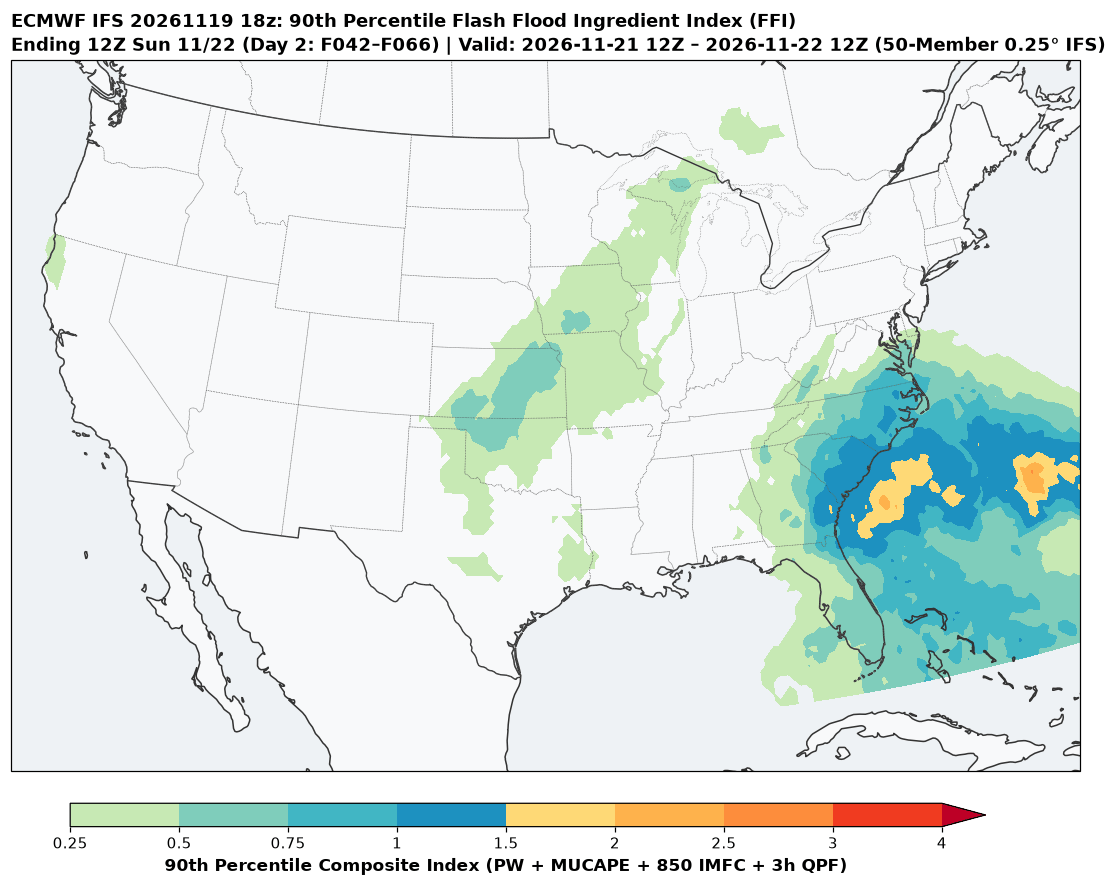 ECMWF IFS 20261119 18z: 90th Percentile Flash Flood Ingredient Index (FFI)
Ending 12Z Sun 11/22 (Day 2: F042–F066) | Valid: 2026-11-21 12Z – 2026-11-22 12Z (50-Member 0.25° IFS)
0.25 0.5 0.75 1 1.5 2 2.5 3 4
90th Percentile Composite Index (PW + MUCAPE + 850 IMFC + 3h QPF)